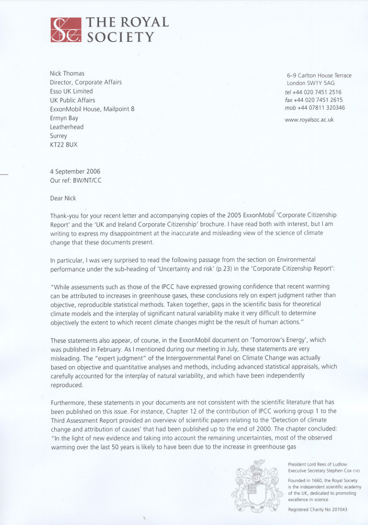 THE ROYAL
SOCIETY
Nick Thomas
Director, Corporate Affairs
Esso UK Limited
UK Public Affairs
ExxonMobil House, Mailpoint 8
Ermyn Bay
Leatherhead
Surrey
KT22 8UX
6–9 Carlton House Terrace
London SW1Y 5AG
tel +44 020 7451 2516
fax +44 020 7451 2615
mob +44 07811 320346
www.royalsoc.ac.uk
4 September 2006
Our ref: BW/NT/CC
Dear Nick
Thank-you for your recent letter and accompanying copies of the 2005 ExxonMobil 'Corporate Citizenship
Report' and the 'UK and Ireland Corporate Citizenship' brochure. I have read both with interest, but I am
writing to express my disappointment at the inaccurate and misleading view of the science of climate
change that these documents present.
In particular, I was very surprised to read the following passage from the section on Environmental
performance under the sub-heading of 'Uncertainty and risk' (p.23) in the 'Corporate Citizenship Report':
"While assessments such as those of the IPCC have expressed growing confidence that recent warming
can be attributed to increases in greenhouse gases, these conclusions rely on expert judgment rather than
objective, reproducible statistical methods. Taken together, gaps in the scientific basis for theoretical
climate models and the interplay of significant natural variability make it very difficult to determine
objectively the extent to which recent climate changes might be the result of human actions."
These statements also appear, of course, in the ExxonMobil document on 'Tomorrow's Energy', which
was published in February. As I mentioned during our meeting in July, these statements are very
misleading. The "expert judgment" of the Intergovernmental Panel on Climate Change was actually
based on objective and quantitative analyses and methods, including advanced statistical appraisals, which
carefully accounted for the interplay of natural variability, and which have been independently
reproduced.
Furthermore, these statements in your documents are not consistent with the scientific literature that has
been published on this issue. For instance, Chapter 12 of the contribution of IPCC working group 1 to the
Third Assessment Report provided an overview of scientific papers relating to the 'Detection of climate
change and attribution of causes' that had been published up to the end of 2000. The chapter concluded:
"In the light of new evidence and taking into account the remaining uncertainties, most of the observed
warming over the last 50 years is likely to have been due to the increase in greenhouse gas
President Lord Rees of Ludlow
Executive Secretary Stephen Cox CVO
Founded in 1660, the Royal Society
is the independent scientific academy
of the UK, dedicated to promoting
excellence in science
Registered Charity No 207043